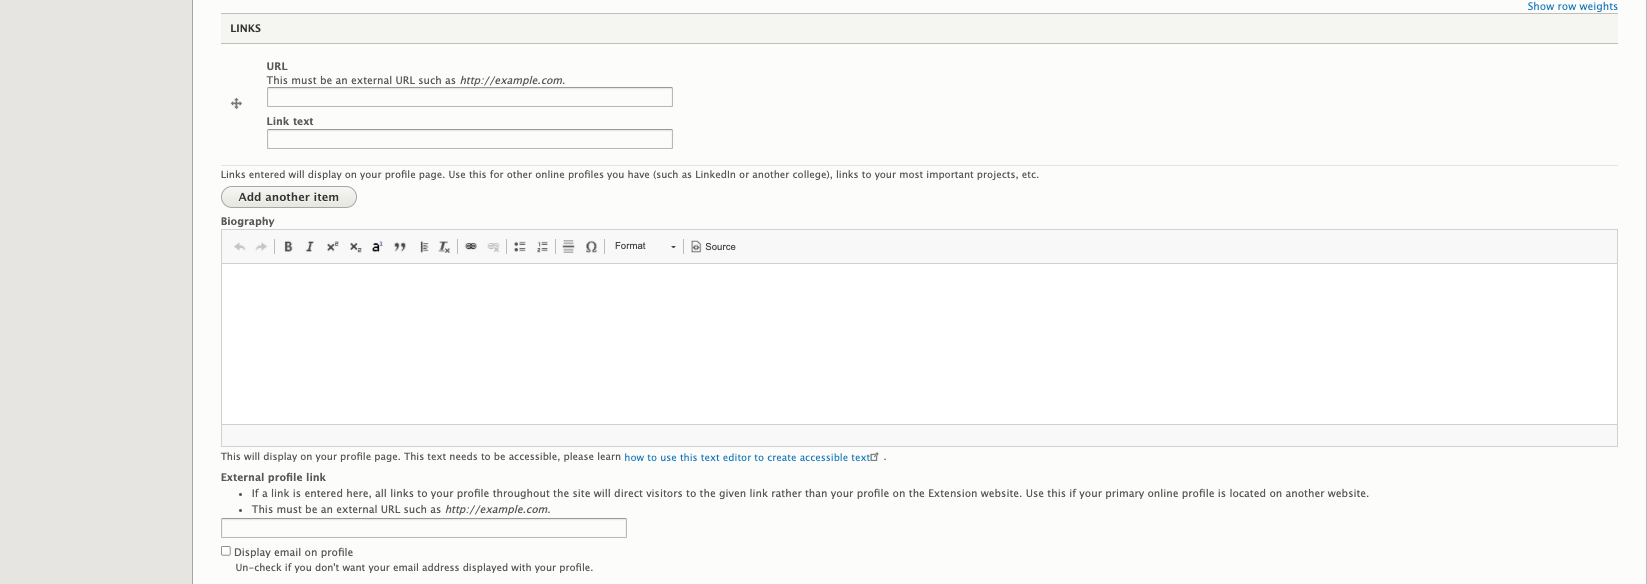 Show row weights
LINKS
URL
This must be an external URL such as http://example.com.
Link text
Links entered will display on your profile page. Use this for other online profiles you have (such as LinkedIn or another college), links to your most important projects, etc.
Add another item
Biography
Format
Source
This will display on your profile page. This text needs to be accessible, please learn how to use this text editor to create accessible text .
External profile link
• If a link is entered here, all links to your profile throughout the site will direct visitors to the given link rather than your profile on the Extension website. Use this if your primary online profile is located on another website.
• This must be an external URL such as http://example.com.
Display email on profile
Un-check if you don't want your email address displayed with your profile.